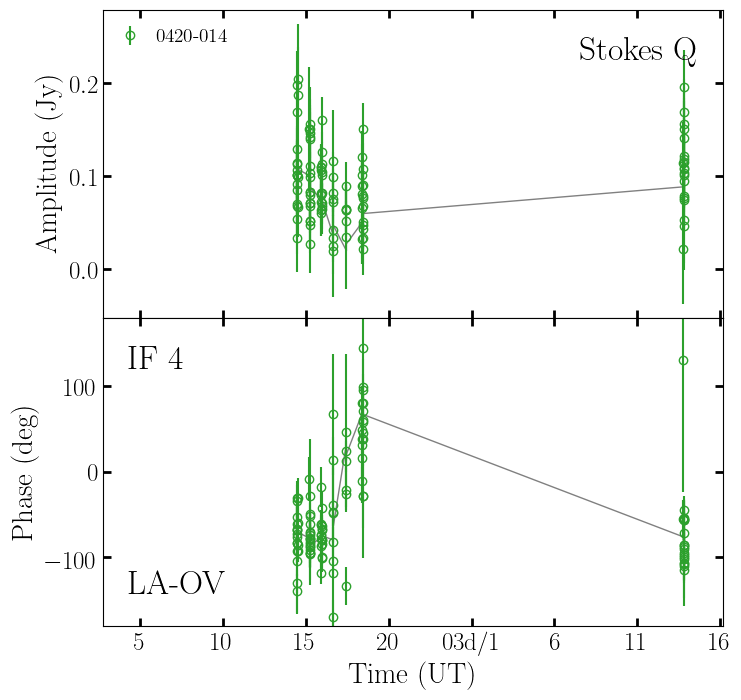 0420-014
Stokes Q
Amplitude (Jy)
0.2
0.1
0.0
IF 4
LA-OV
Phase (deg)
100
0
−100
5 10 15 20 03d/1 6 11 16
Time (UT)